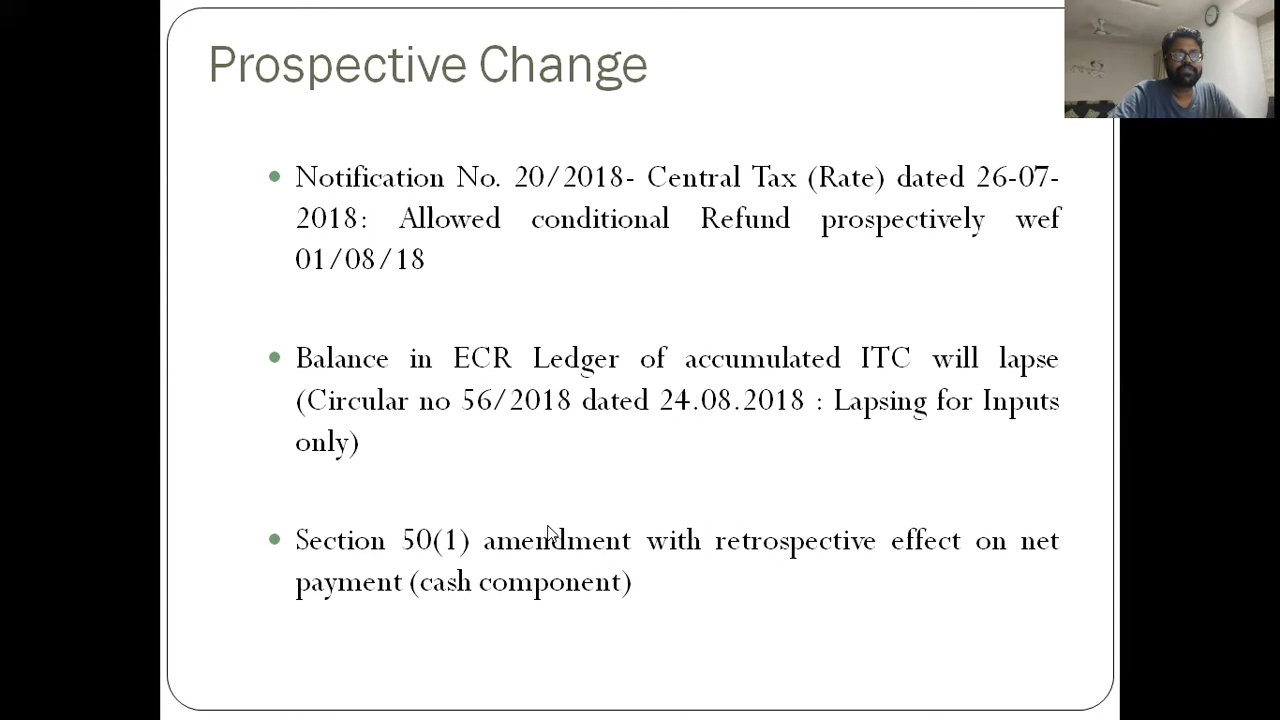 Prospective Change
Notification No. 20/2018- Central Tax (Rate) dated 26-07-
2018: Allowed conditional Refund prospectively wef
01/08/18
Balance in ECR Ledger of accumulated ITC will lapse
(Circular no 56/2018 dated 24.08.2018 : Lapsing for Inputs
only)
Section 50(1) amendment with retrospective effect on net
payment (cash component)